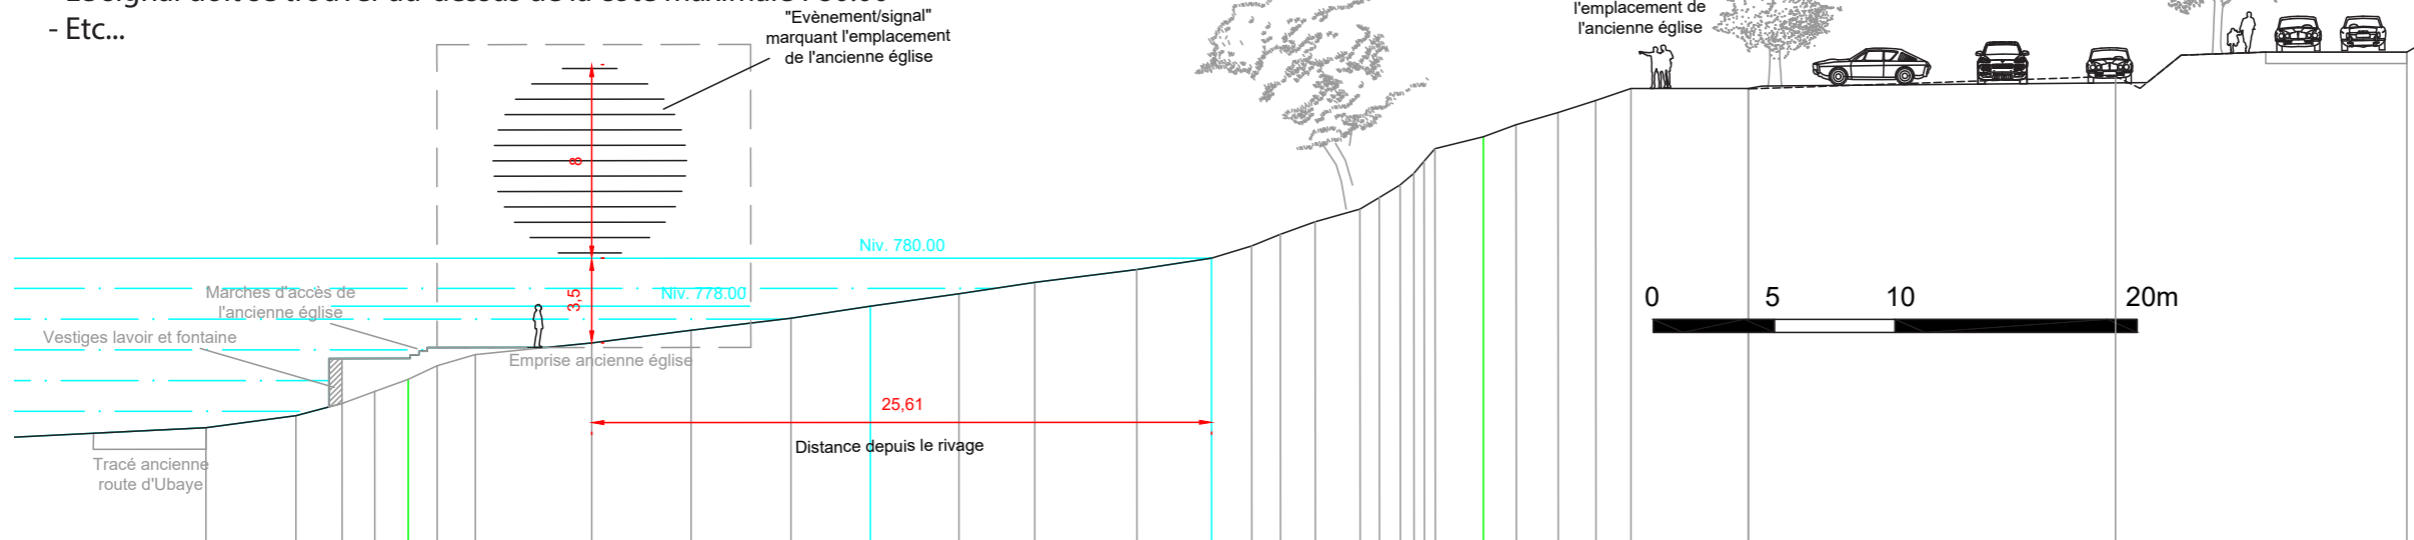 - Etc...
"Evènement/signal"
marquant l'emplacement
de l'ancienne église
l'emplacement de
l'ancienne église
8
Niv. 780.00
3,5
Niv. 778.00
Marches d'accès de
l'ancienne église
Vestiges lavoir et fontaine
Emprise ancienne église
0 5 10 20m
25,61
Distance depuis le rivage
Tracé ancienne
route d'Ubaye